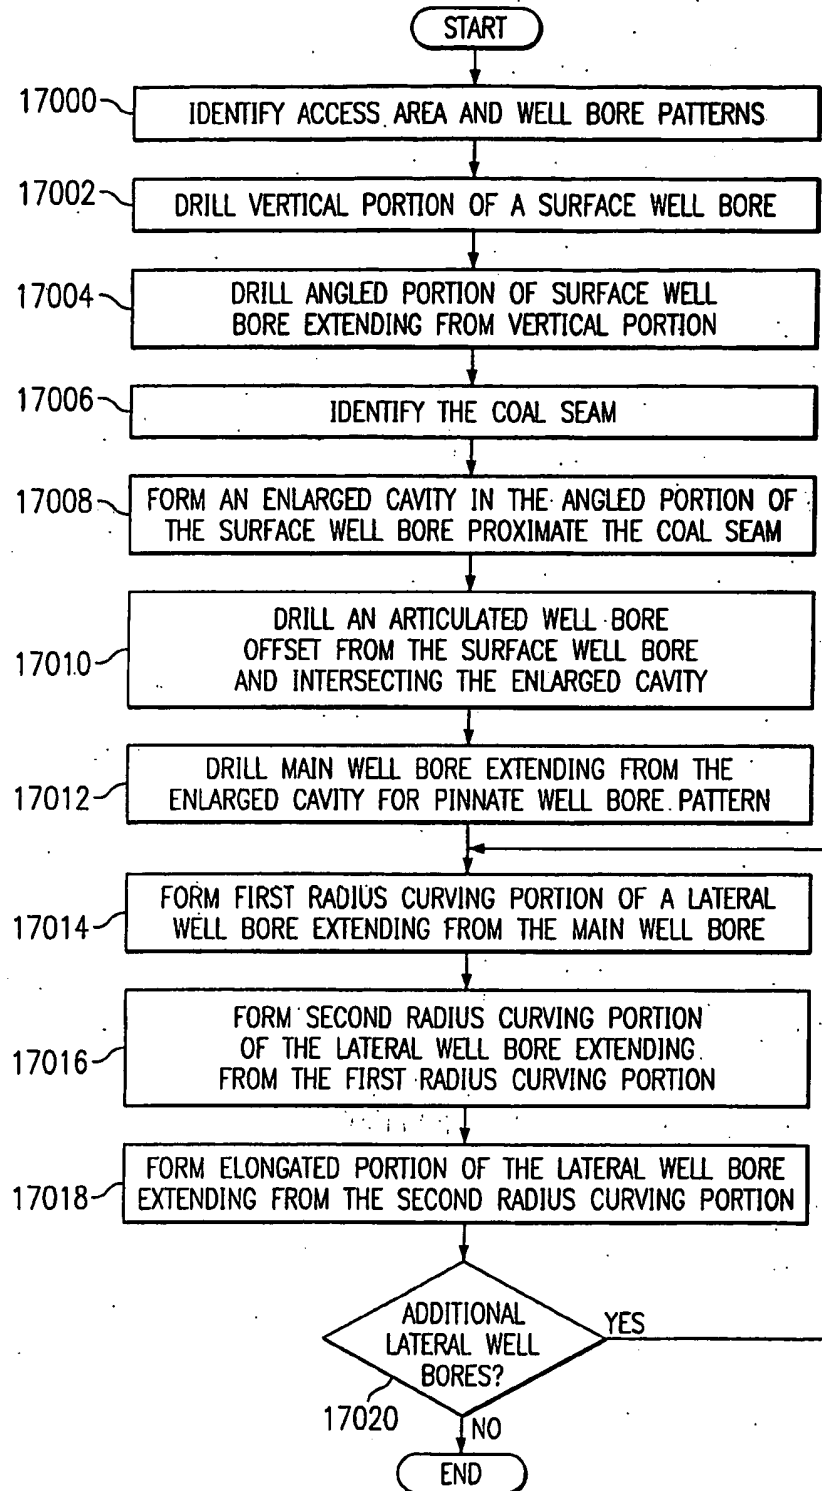 START
17000
IDENTIFY ACCESS AREA AND WELL BORE PATTERNS
17002
DRILL VERTICAL PORTION OF A SURFACE WELL BORE
17004
DRILL ANGLED PORTION OF SURFACE WELL
BORE EXTENDING FROM VERTICAL PORTION
17006
IDENTIFY THE COAL SEAM
17008
FORM AN ENLARGED CAVITY IN THE ANGLED PORTION OF
THE SURFACE WELL BORE PROXIMATE THE COAL SEAM
17010
DRILL AN ARTICULATED WELL BORE
OFFSET FROM THE SURFACE WELL BORE
AND INTERSECTING THE ENLARGED CAVITY
17012
DRILL MAIN WELL BORE EXTENDING FROM THE
ENLARGED CAVITY FOR PINNATE WELL BORE PATTERN
17014
FORM FIRST RADIUS CURVING PORTION OF A LATERAL
WELL BORE EXTENDING FROM THE MAIN WELL BORE
17016
FORM SECOND RADIUS CURVING PORTION
OF THE LATERAL WELL BORE EXTENDING
FROM THE FIRST RADIUS CURVING PORTION
17018
FORM ELONGATED PORTION OF THE LATERAL WELL BORE
EXTENDING FROM THE SECOND RADIUS CURVING PORTION
ADDITIONAL
LATERAL WELL
BORES?
YES
17020
NO
END